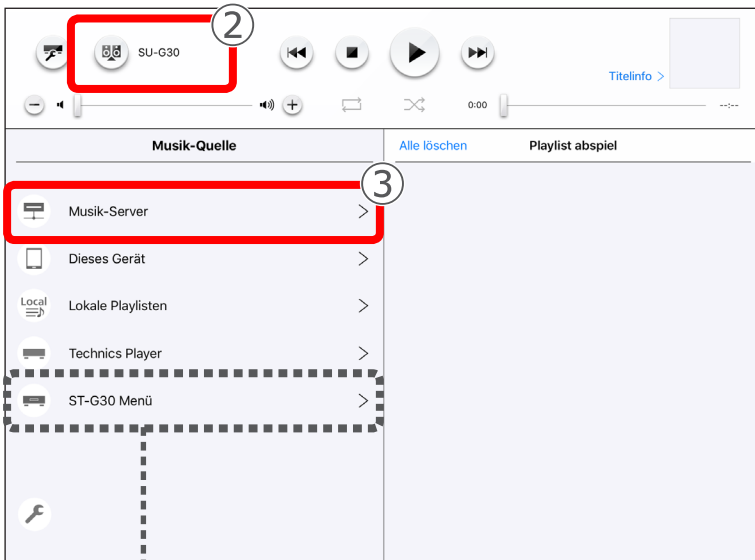 2
SU-G30
Titelinfo >
0:00
--:--
Musik-Quelle
Alle löschen
Playlist abspiel
3
Musik-Server
Dieses Gerät
Local
Lokale Playlisten
Technics Player
ST-G30 Menü